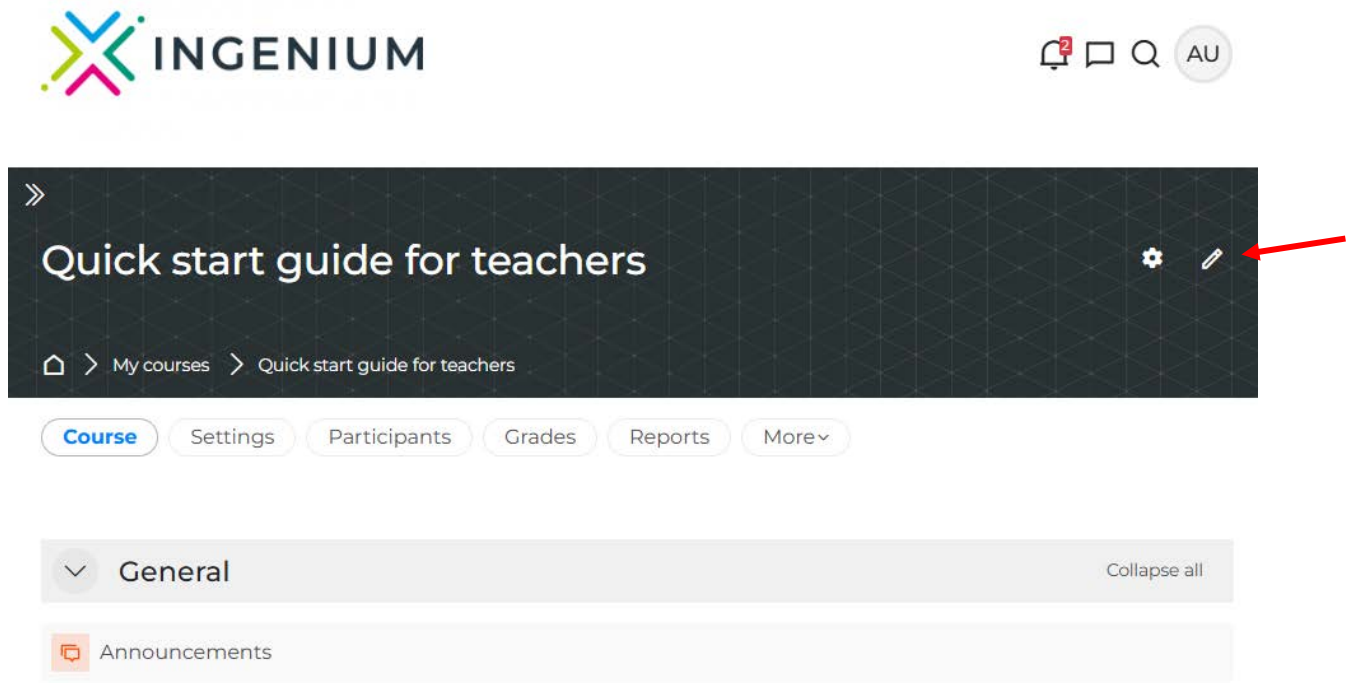 INGENIUM
2
AU
Quick start guide for teachers
My courses Quick start guide for teachers
Course Settings Participants Grades Reports More
General Collapse all
Announcements